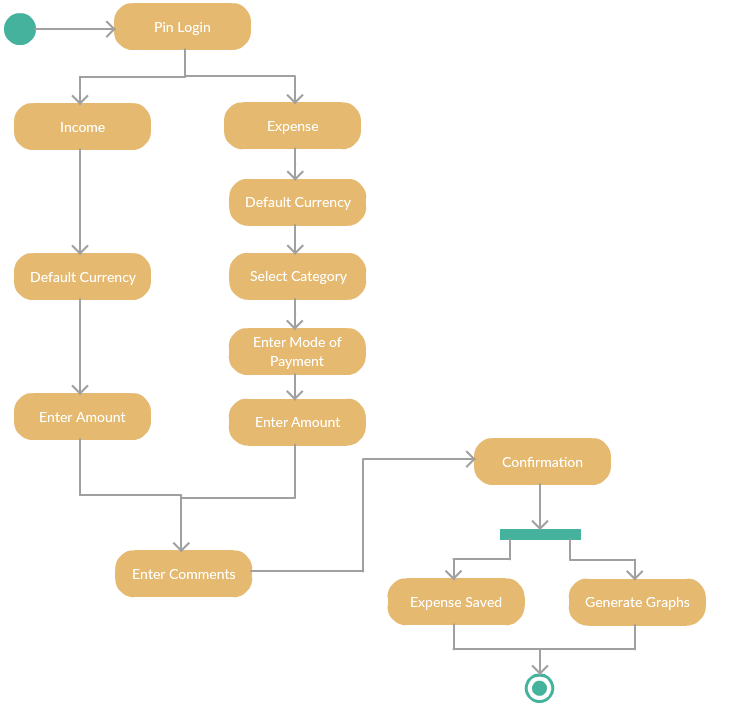 Pin Login
Income
Expense
Default Currency
Default Currency
Select Category
Enter Mode of
Payment
Enter Amount
Enter Amount
Confirmation
Enter Comments
Expense Saved
Generate Graphs